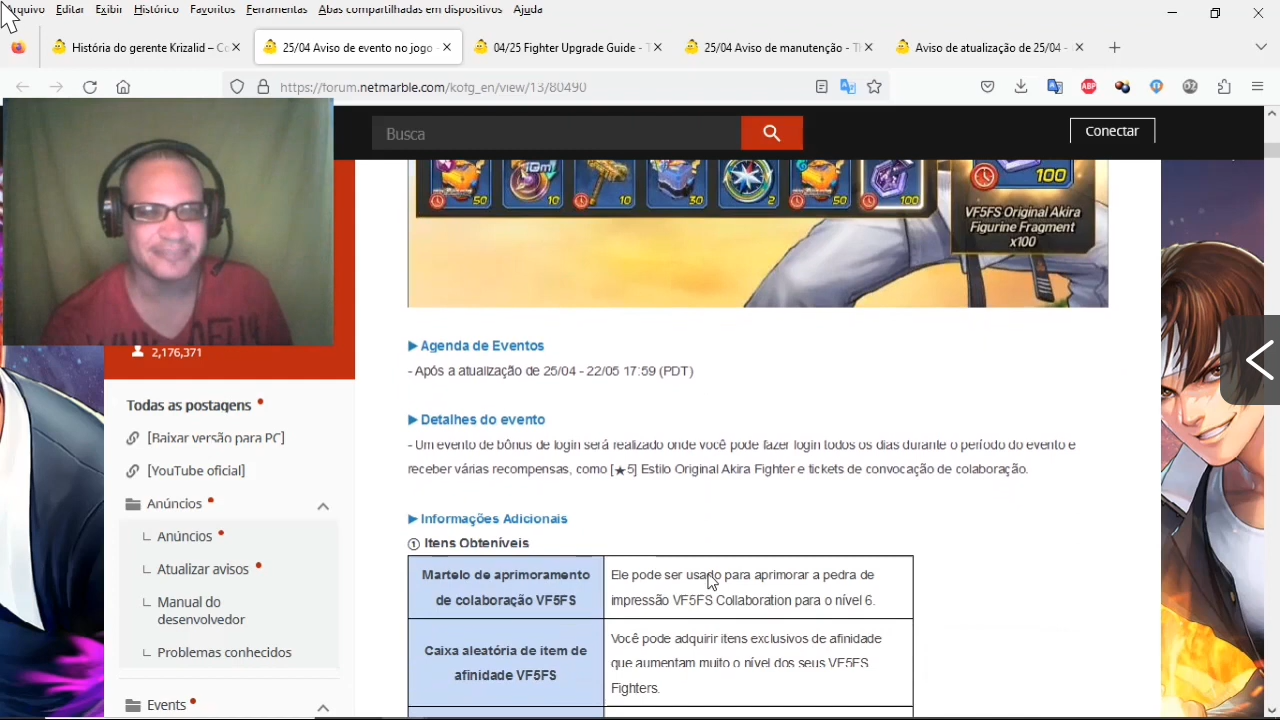 Arquivo Editar Exibir Histórico Favoritos Ferramentas Abas compartilhadas desktops Ajuda
História do gerente Krizalid – Co
25/04 Aviso de evento no jogo -
04/25 Fighter Upgrade Guide - T
25/04 Aviso de manutenção - Th
Aviso de atualização de 25/04 -
https://forum.netmarble.com/kofg_en/view/13/80490
Busca
Conectar
50
10
10
30
2
50
100
100
VF5FS Original Akira
Figurine Fragment
x100
2,176,371
Todas as postagens
[Baixar versão para PC]
[YouTube oficial]
Anúncios
Anúncios
Atualizar avisos
Manual do
desenvolvedor
Problemas conhecidos
Events
▶ Agenda de Eventos
- Após a atualização de 25/04 - 22/05 17:59 (PDT)
▶ Detalhes do evento
- Um evento de bônus de login será realizado onde você pode fazer login todos os dias durante o período do evento e
receber várias recompensas, como [★5] Estilo Original Akira Fighter e tickets de convocação de colaboração.
▶ Informações Adicionais
① Itens Obteníveis
Martelo de aprimoramento
de colaboração VF5FS
Ele pode ser usado para aprimorar a pedra de
impressão VF5FS Collaboration para o nível 6.
Caixa aleatória de item de
afinidade VF5FS
Você pode adquirir itens exclusivos de afinidade
que aumentam muito o nível dos seus VF5FS
Fighters.